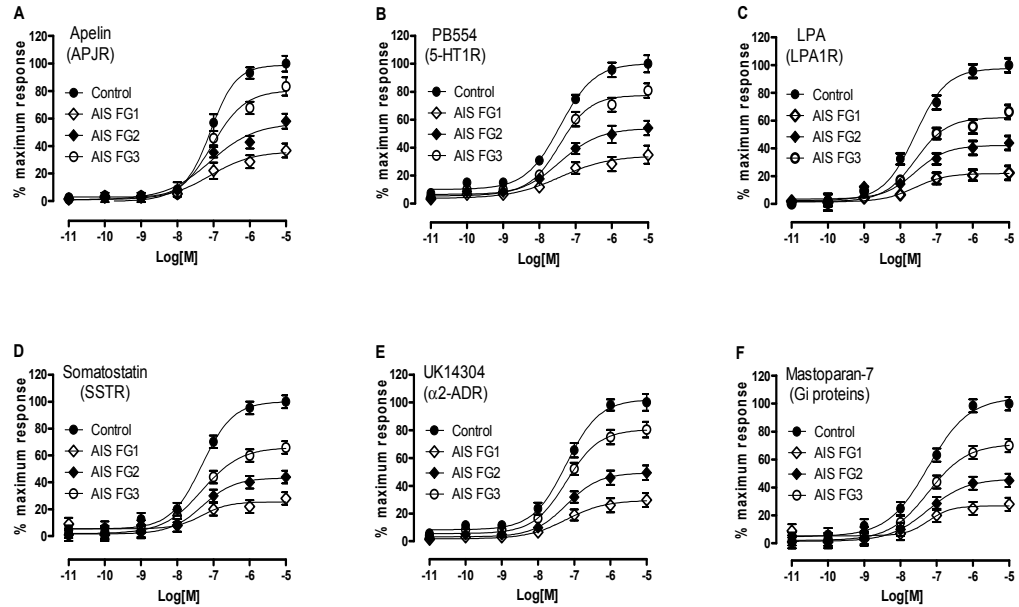 A
Apelin
(APJR)
120
100
80
60
40
20
0
% maximum response
Control
AIS FG1
AIS FG2
AIS FG3
-11 -10 -9 -8 -7 -6 -5
Log[M]
B
PB554
(5-HT1R)
120
100
80
60
40
20
0
% maximum response
Control
AIS FG1
AIS FG2
AIS FG3
-11 -10 -9 -8 -7 -6 -5
Log[M]
C
LPA
(LPA1R)
120
100
80
60
40
20
0
% maximum response
Control
AIS FG1
AIS FG2
AIS FG3
-11 -10 -9 -8 -7 -6 -5
Log[M]
D
Somatostatin
(SSTR)
120
100
80
60
40
20
0
% maximum response
Control
AIS FG1
AIS FG2
AIS FG3
-11 -10 -9 -8 -7 -6 -5
Log[M]
E
UK14304
(α2-ADR)
120
100
80
60
40
20
0
% maximum response
Control
AIS FG1
AIS FG2
AIS FG3
-11 -10 -9 -8 -7 -6 -5
Log[M]
F
Mastoparan-7
(Gi proteins)
120
100
80
60
40
20
0
% maximum response
Control
AIS FG1
AIS FG2
AIS FG3
-11 -10 -9 -8 -7 -6 -5
Log[M]